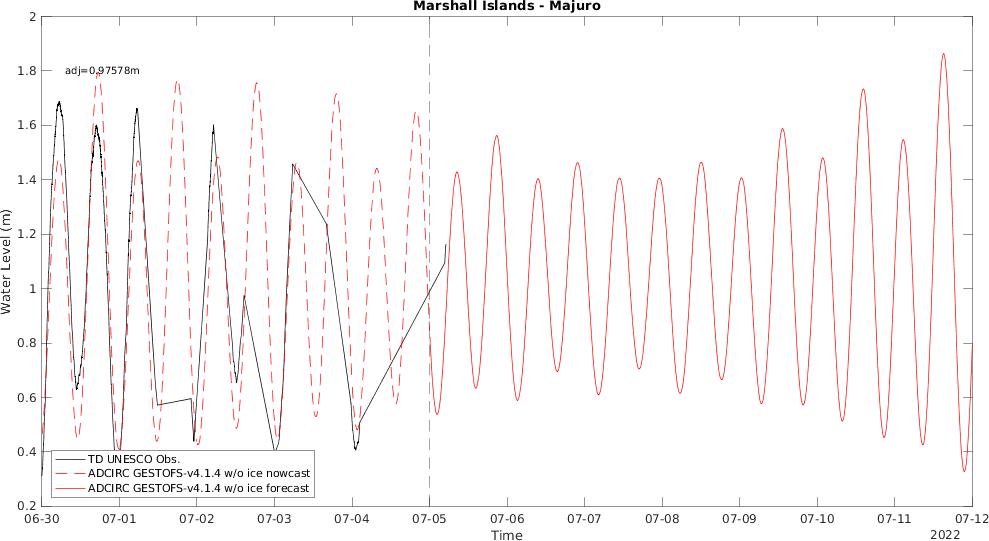 Marshall Islands - Majuro
2
1.8
1.6
1.4
1.2
1
0.8
0.6
0.4
0.2
Water Level (m)
adj=0.97578m
TD UNESCO Obs.
ADCIRC GESTOFS-v4.1.4 w/o ice nowcast
ADCIRC GESTOFS-v4.1.4 w/o ice forecast
06-30 07-01 07-02 07-03 07-04 07-05 07-06 07-07 07-08 07-09 07-10 07-11 07-12
Time
2022